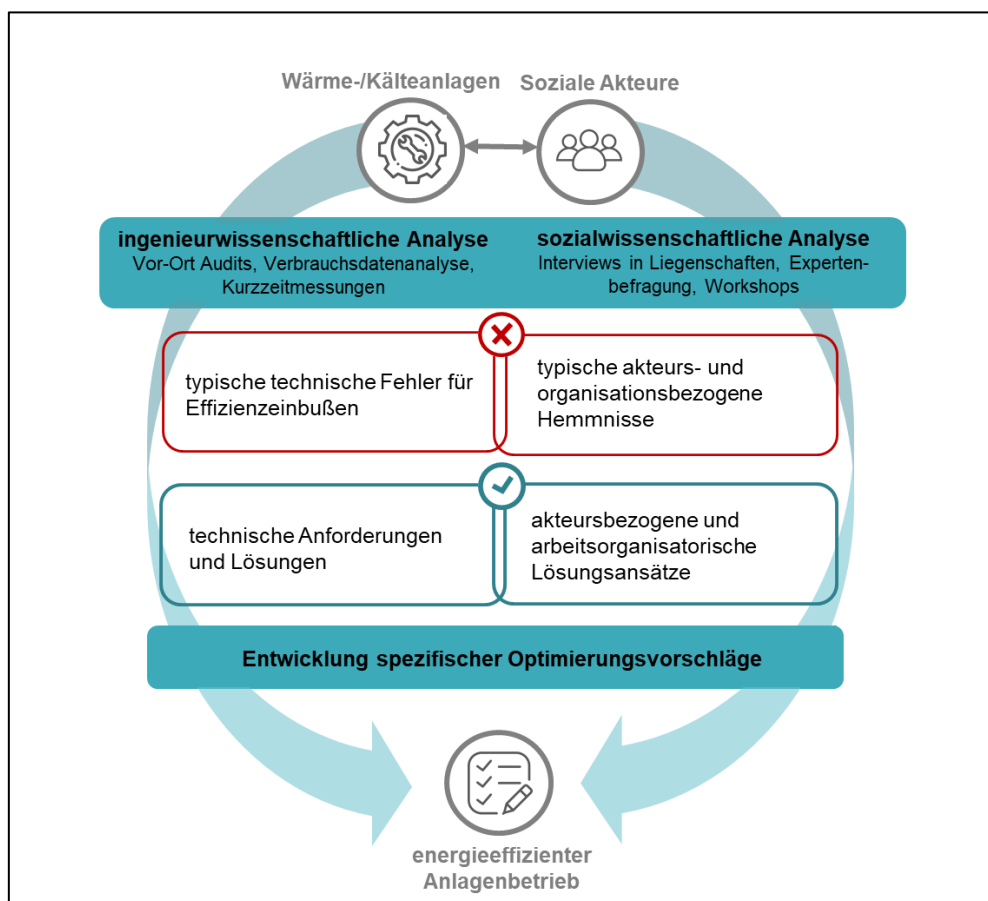 Wärme-/Kälteanlagen
Soziale Akteure
ingenieurwissenschaftliche Analyse
Vor-Ort Audits, Verbrauchsdatenanalyse,
Kurzzeitmessungen
sozialwissenschaftliche Analyse
Interviews in Liegenschaften, Experten-
befragung, Workshops
typische technische Fehler für
Effizienzeinbußen
typische akteurs- und
organisationsbezogene
Hemmnisse
technische Anforderungen
und Lösungen
akteursbezogene und
arbeitsorganisatorische
Lösungsansätze
Entwicklung spezifischer Optimierungsvorschläge
energieeffizienter
Anlagenbetrieb